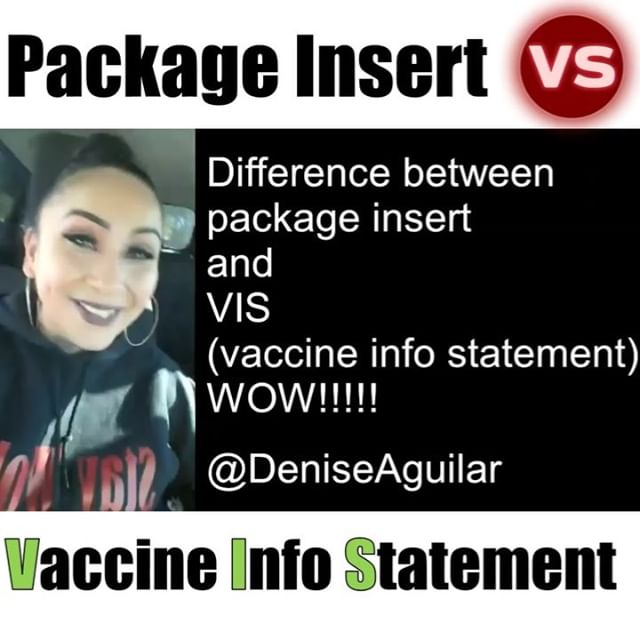 Package Insert VS
Difference between
package insert
and
VIS
(vaccine info statement)
WOW!!!!!
@DeniseAguilar
Vaccine Info Statement